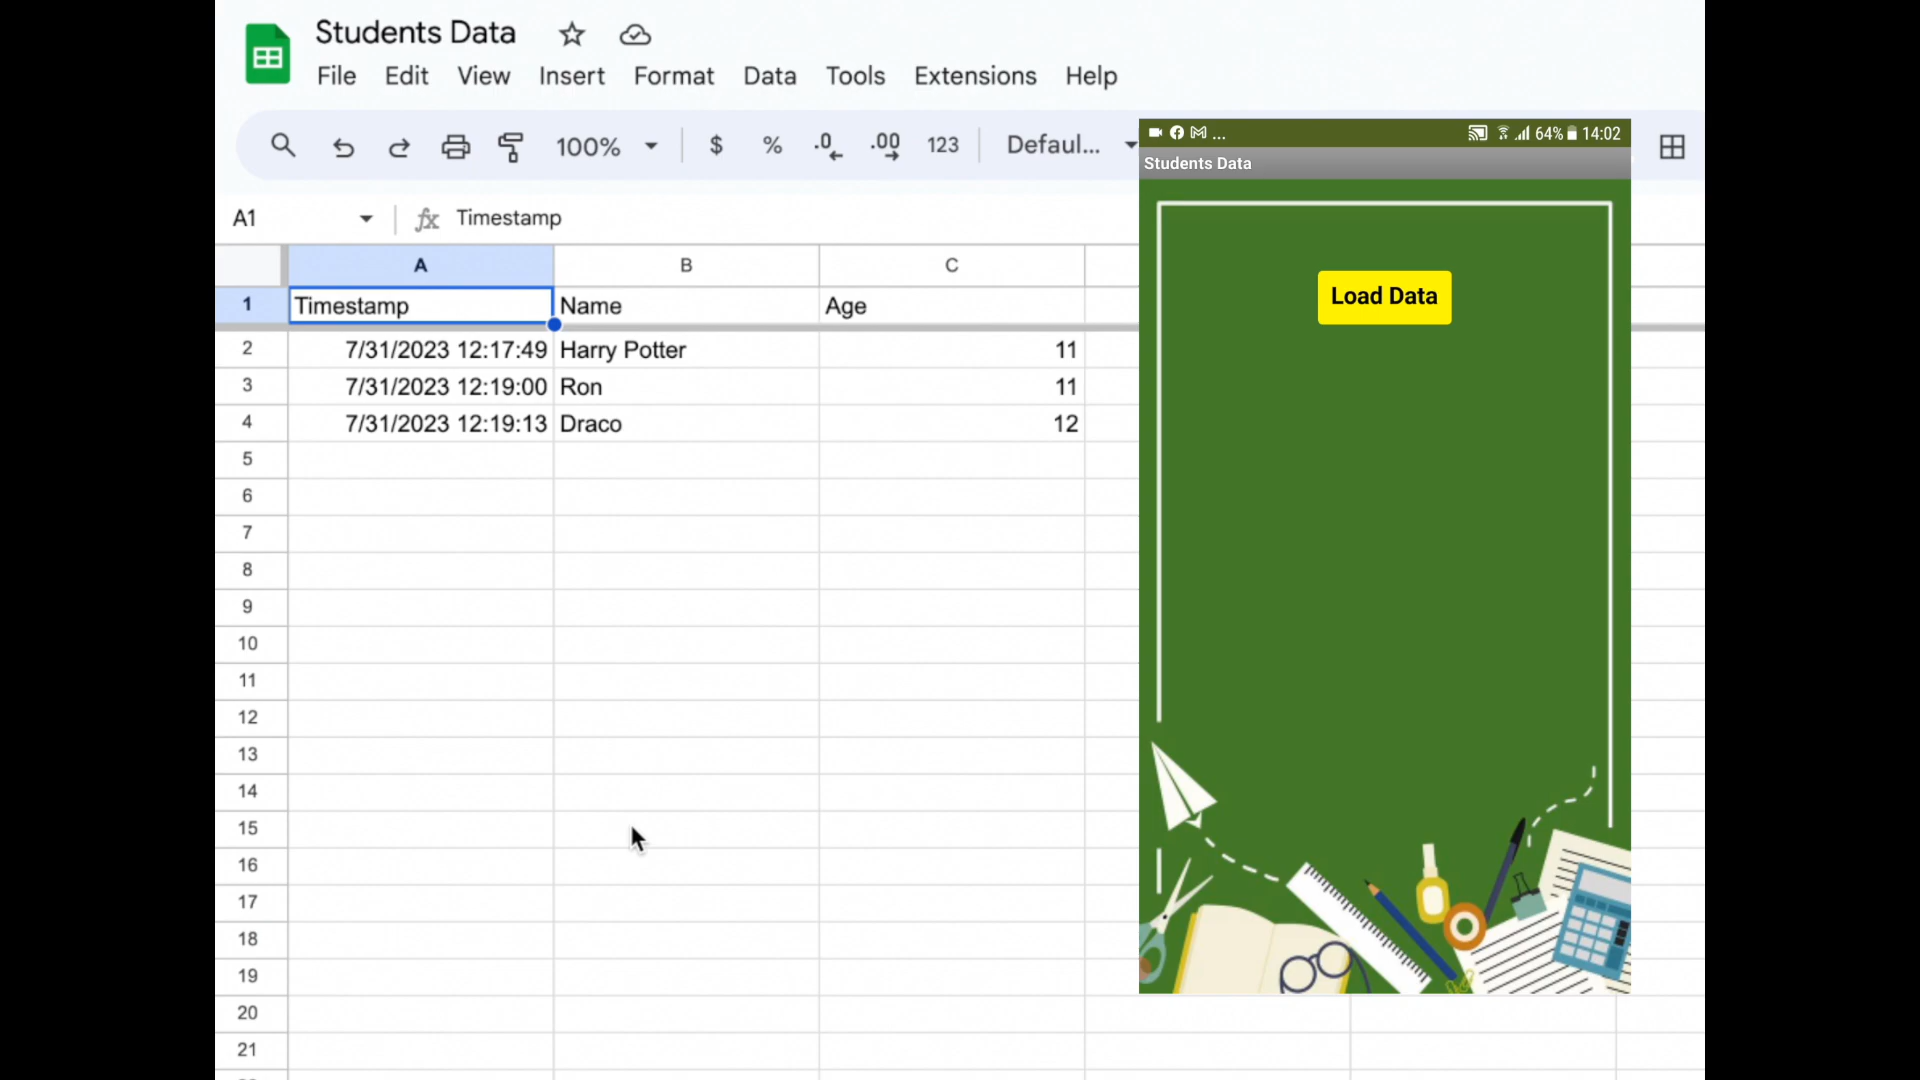 Students Data
File Edit View Insert Format Data Tools Extensions Help
100% $ % .0 .00 123 Defaul...
A1 fx Timestamp
A B C
1 Timestamp Name Age
2 7/31/2023 12:17:49 Harry Potter 11
3 7/31/2023 12:19:00 Ron 11
4 7/31/2023 12:19:13 Draco 12
5
6
7
8
9
10
11
12
13
14
15
16
17
18
19
20
21
... 64% 14:02
Students Data
Load Data